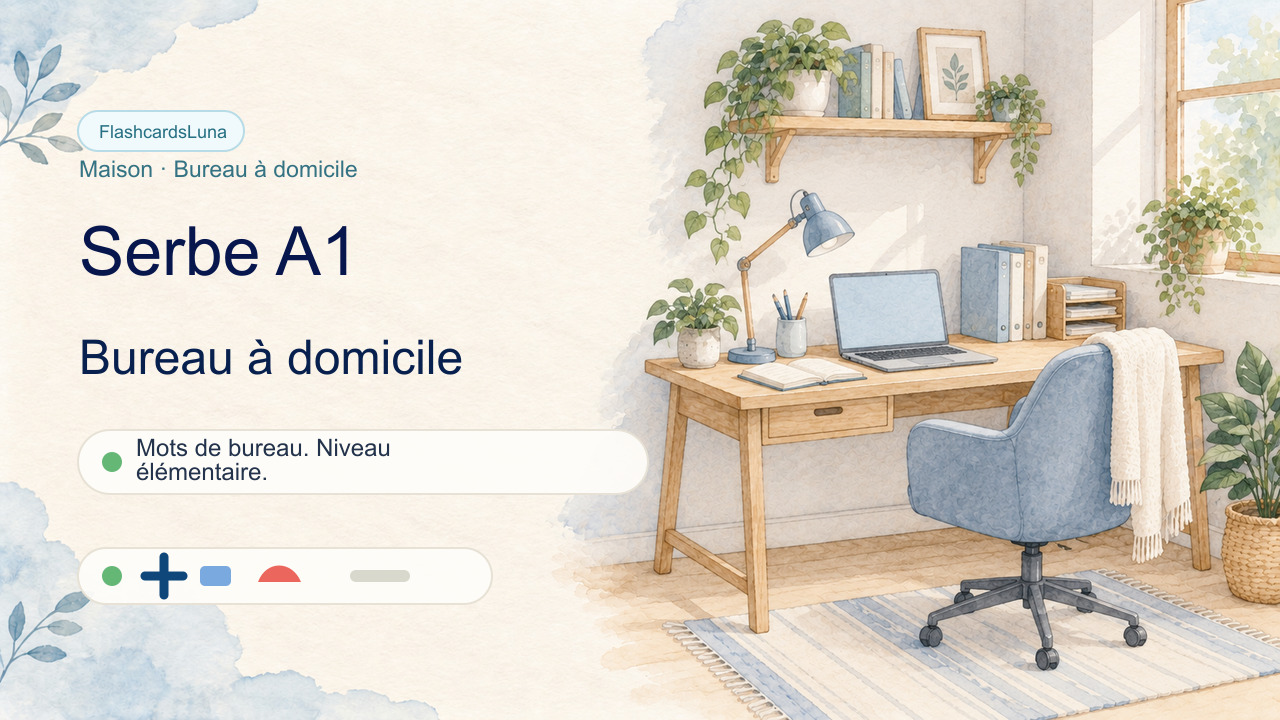 FlashcardsLuna
Maison · Bureau à domicile
Serbe A1
Bureau à domicile
Mots de bureau. Niveau
élémentaire.